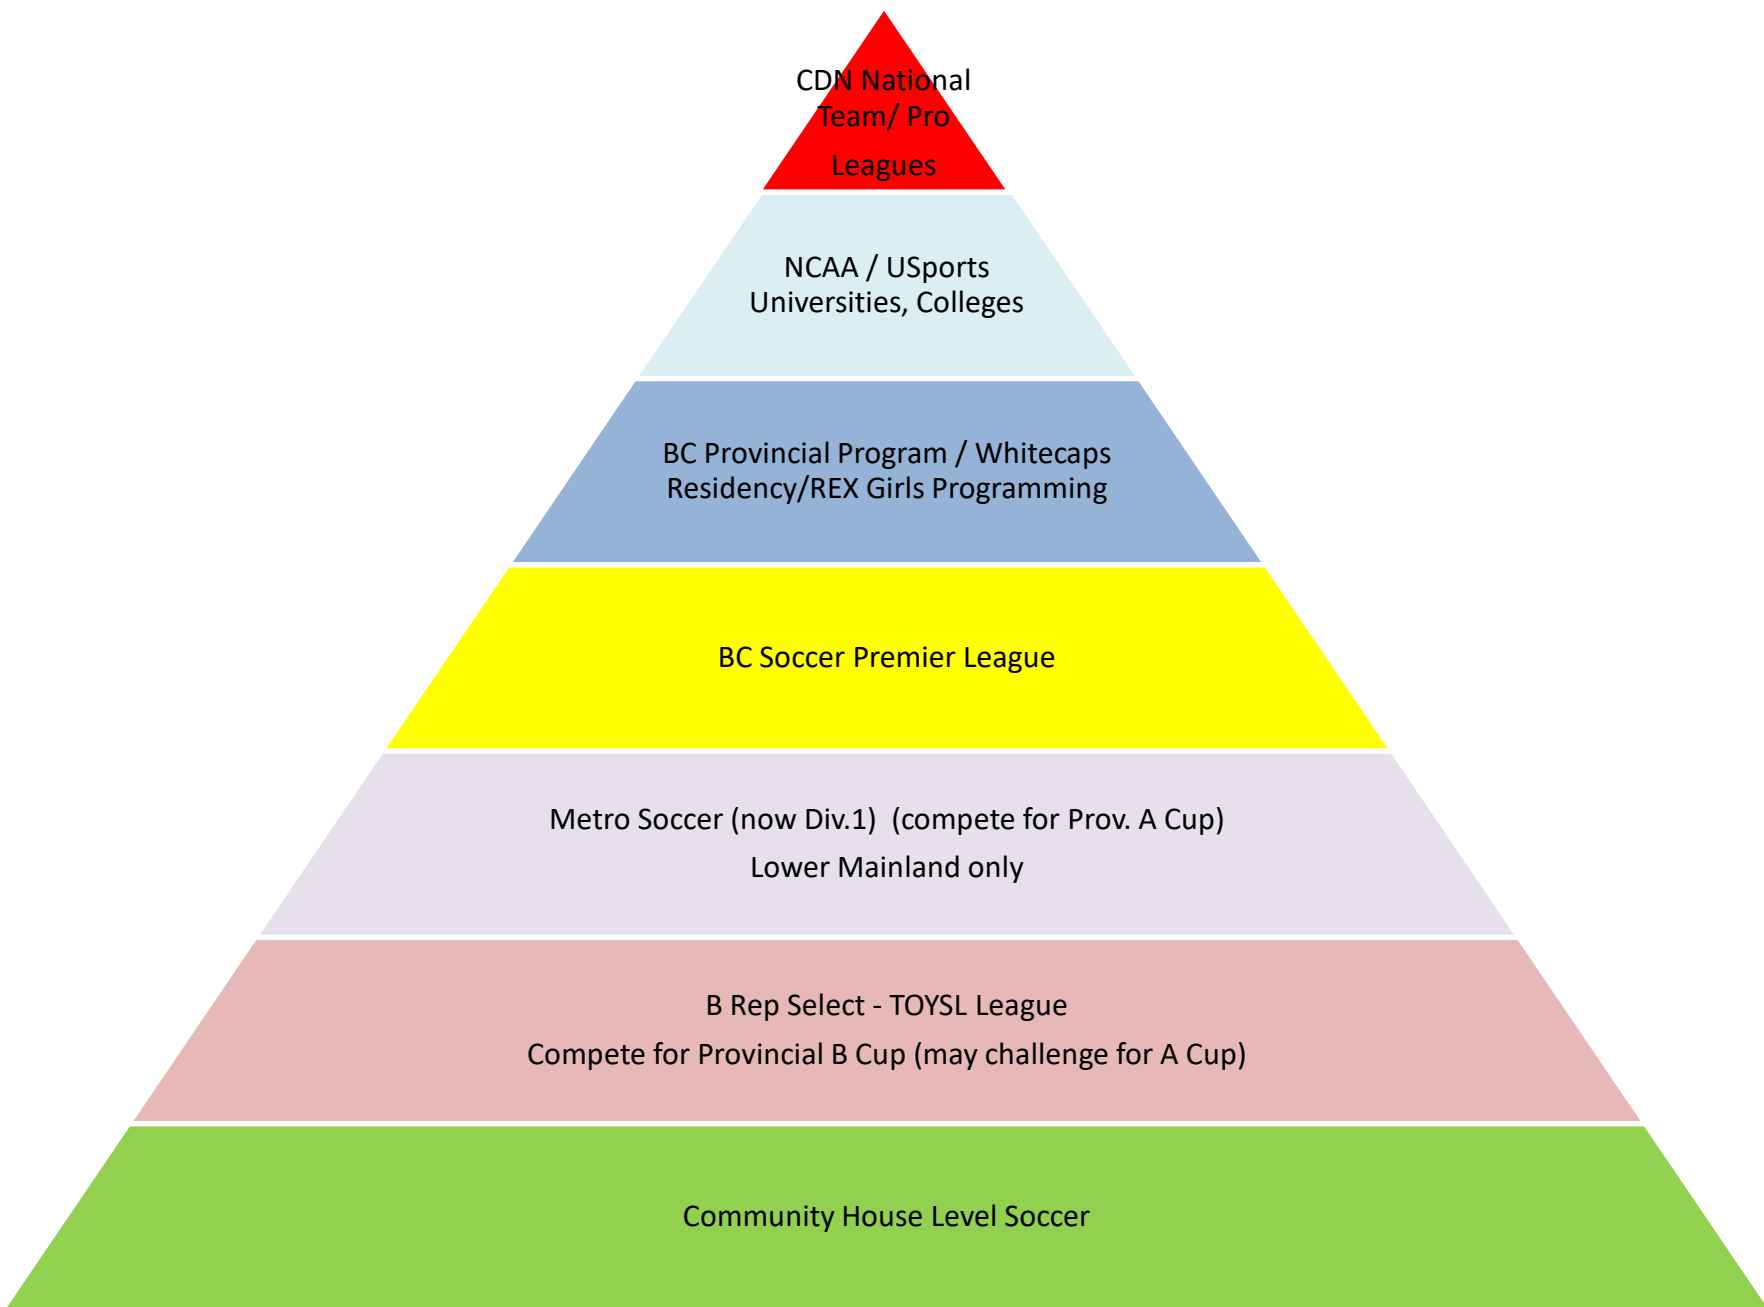 CDN National
Team/ Pro
Leagues
NCAA / USports
Universities, Colleges
BC Provincial Program / Whitecaps
Residency/REX Girls Programming
BC Soccer Premier League
Metro Soccer (now Div.1)  (compete for Prov. A Cup)
Lower Mainland only
B Rep Select - TOYSL League
Compete for Provincial B Cup (may challenge for A Cup)
Community House Level Soccer